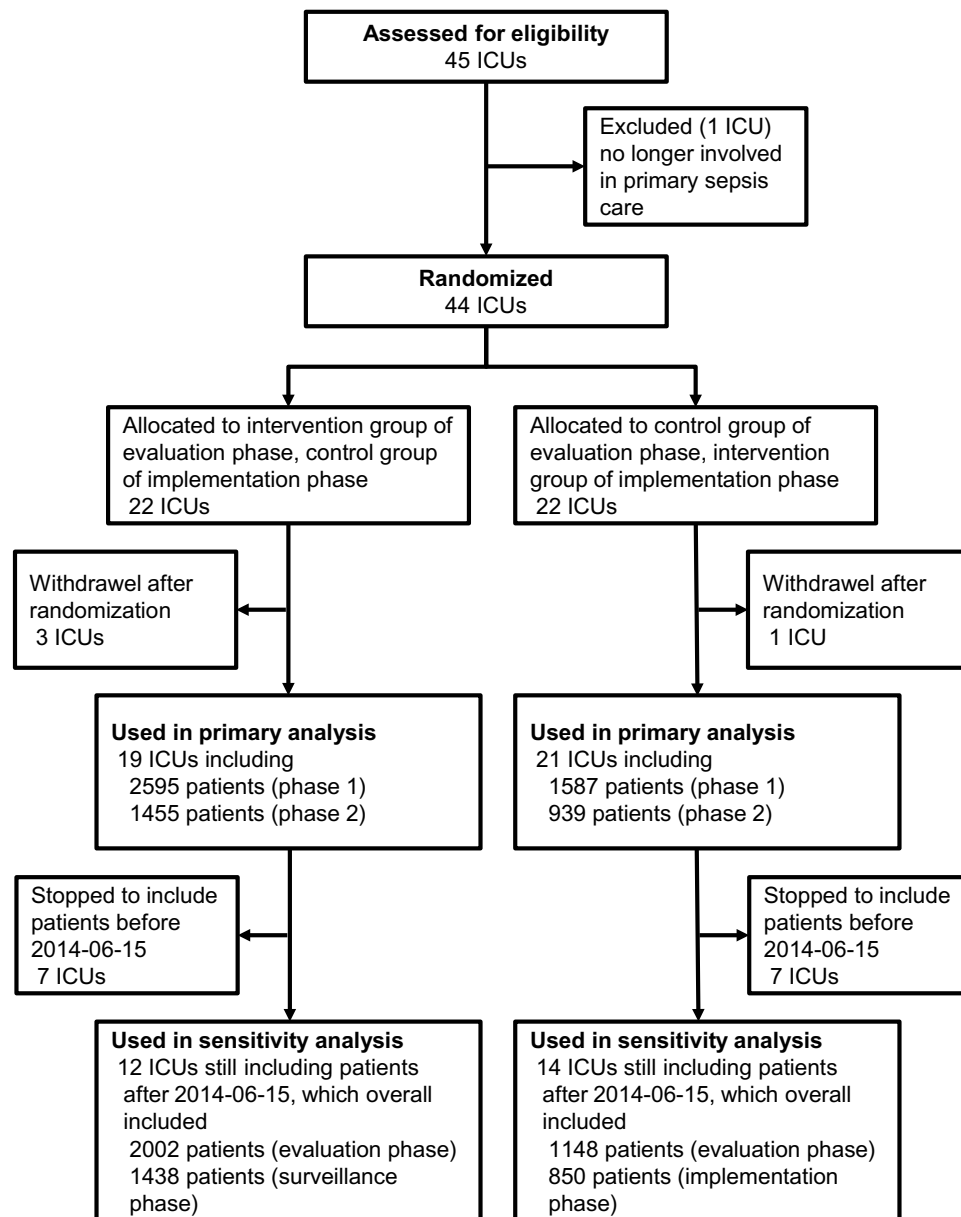 Assessed for eligibility
45 ICUs
Excluded (1 ICU)
no longer involved
in primary sepsis
care
Randomized
44 ICUs
Allocated to intervention group of
evaluation phase, control group
of implementation phase
22 ICUs
Allocated to control group of
evaluation phase, intervention
group of implementation phase
22 ICUs
Withdrawel after
randomization
3 ICUs
Withdrawel after
randomization
1 ICU
Used in primary analysis
19 ICUs including
2595 patients (phase 1)
1455 patients (phase 2)
Used in primary analysis
21 ICUs including
1587 patients (phase 1)
939 patients (phase 2)
Stopped to include
patients before
2014-06-15
7 ICUs
Stopped to include
patients before
2014-06-15
7 ICUs
Used in sensitivity analysis
12 ICUs still including patients
after 2014-06-15, which overall
included
2002 patients (evaluation phase)
1438 patients (surveillance
phase)
Used in sensitivity analysis
14 ICUs still including patients
after 2014-06-15, which overall
included
1148 patients (evaluation phase)
850 patients (implementation
phase)